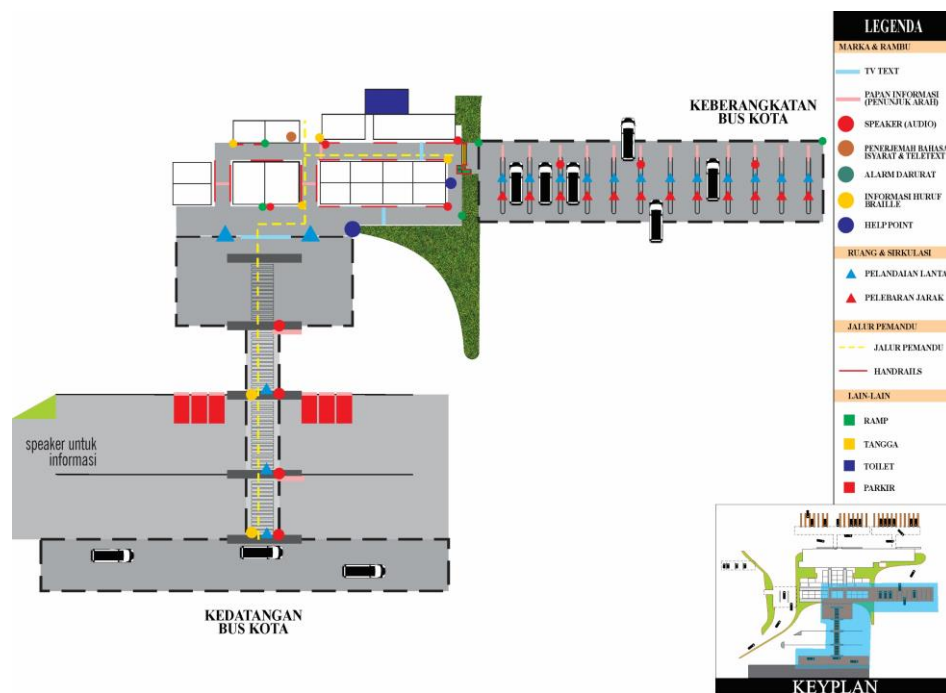 LEGENDA
MARKA & RAMBU
TV TEXT
PAPAN INFORMASI
(PENUNJUK ARAH)
SPEAKER (AUDIO)
PENERJEMAH BAHASA
ISYARAT & TELETEXT
ALARM DARURAT
INFORMASI HURUF
BRAILLE
HELP POINT
RUANG & SIRKULASI
PELANDAIAN LANTA
PELEBARAN JARAK
JALUR PEMANDU
JALUR PEMANDU
HANDRAILS
LAIN-LAIN
RAMP
TANGGA
TOILET
PARKIR
KEBERANGKATAN
BUS KOTA
speaker untuk
informasi
KEDATANGAN
BUS KOTA
KEYPLAN